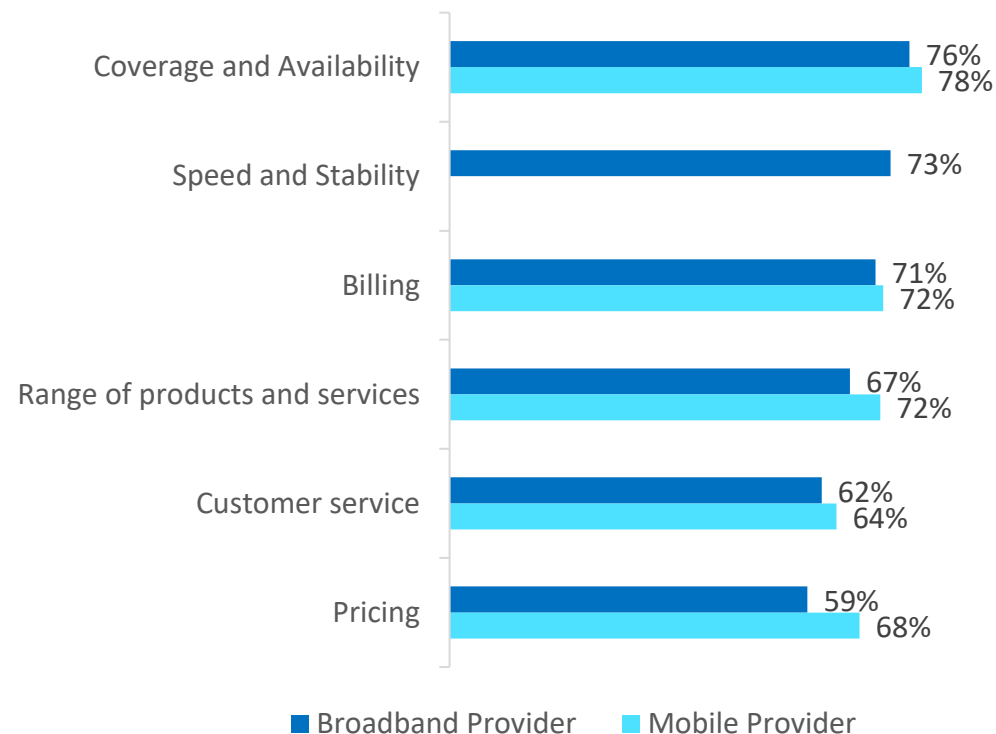 Coverage and Availability
76%
78%
Speed and Stability
73%
Billing
71%
72%
Range of products and services
67%
72%
Customer service
62%
64%
Pricing
59%
68%
Broadband Provider
Mobile Provider